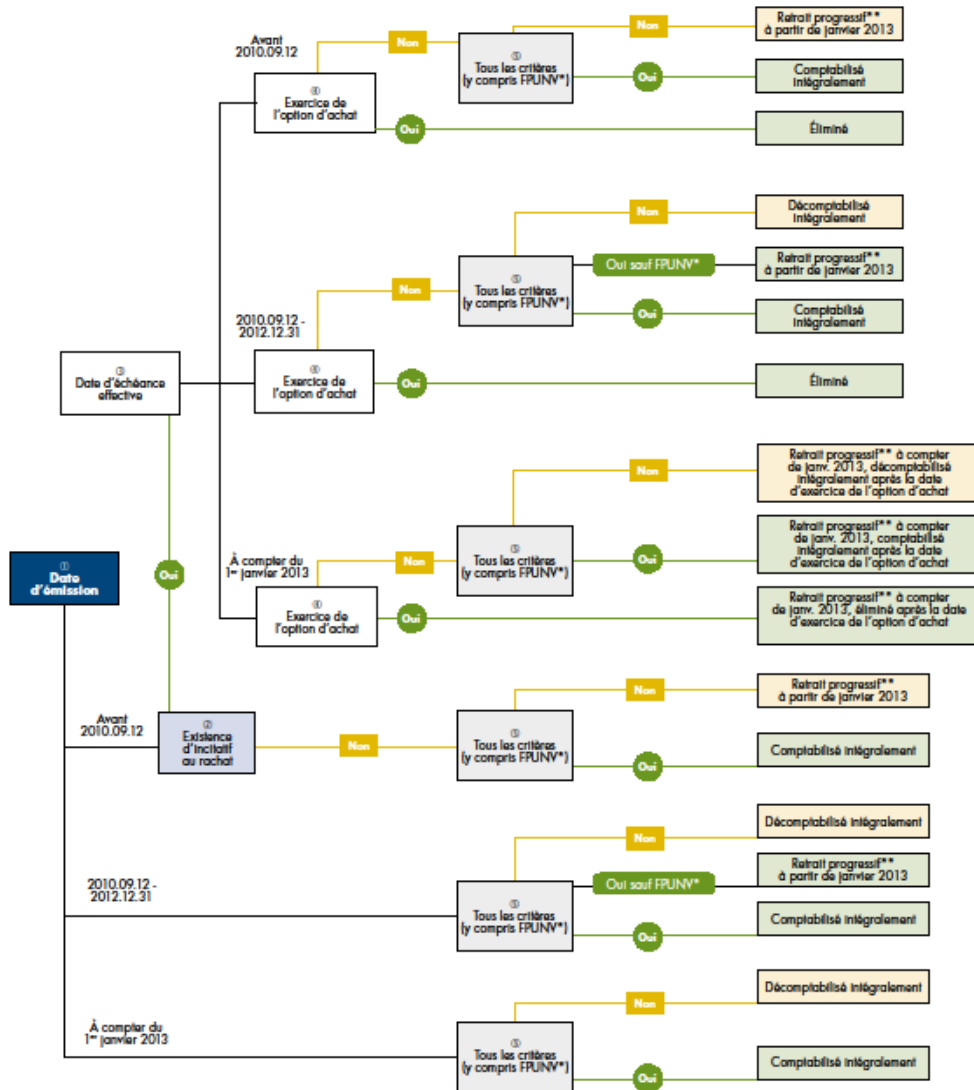 Avant
2010.09.12
Non
④
Exercice de
l'option d'achat
Oui
⑤
Tous les critères
(y compris FPUNV*)
Non
Oui
Retrait progressif**
à partir de janvier 2013
Comptabilisé
intégralement
Éliminé
2010.09.12 -
2012.12.31
Non
④
Exercice de
l'option d'achat
Oui
⑤
Tous les critères
(y compris FPUNV*)
Non
Oui sauf FPUNV*
Oui
Décomptabilisé
intégralement
Retrait progressif**
à partir de janvier 2013
Comptabilisé
intégralement
Éliminé
③
Date d'échéance
effective
À compter du
1er janvier 2013
Non
④
Exercice de
l'option d'achat
Oui
⑤
Tous les critères
(y compris FPUNV*)
Non
Oui
Retrait progressif** à compter
de janv. 2013, décomptabilisé
intégralement après la date
d'exercice de l'option d'achat
Retrait progressif** à compter
de janv. 2013, comptabilisé
intégralement après la date
d'exercice de l'option d'achat
Retrait progressif** à compter
de janv. 2013, éliminé après la date
d'exercice de l'option d'achat
①
Date
d'émission
Oui
Avant
2010.09.12
②
Existence
d'incitatif
au rachat
Non
⑤
Tous les critères
(y compris FPUNV*)
Non
Oui
Retrait progressif**
à partir de janvier 2013
Comptabilisé intégralement
2010.09.12 -
2012.12.31
⑤
Tous les critères
(y compris FPUNV*)
Non
Oui sauf FPUNV*
Oui
Décomptabilisé intégralement
Retrait progressif**
à partir de janvier 2013
Comptabilisé intégralement
À compter du
1er janvier 2013
⑤
Tous les critères
(y compris FPUNV*)
Non
Oui
Décomptabilisé intégralement
Comptabilisé intégralement